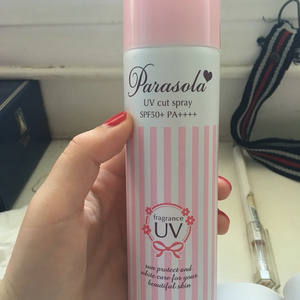 Parasola
UV cut spray
SPF50+ PA++++
fragrance
UV
sun protect and
white care for your
beautiful skin